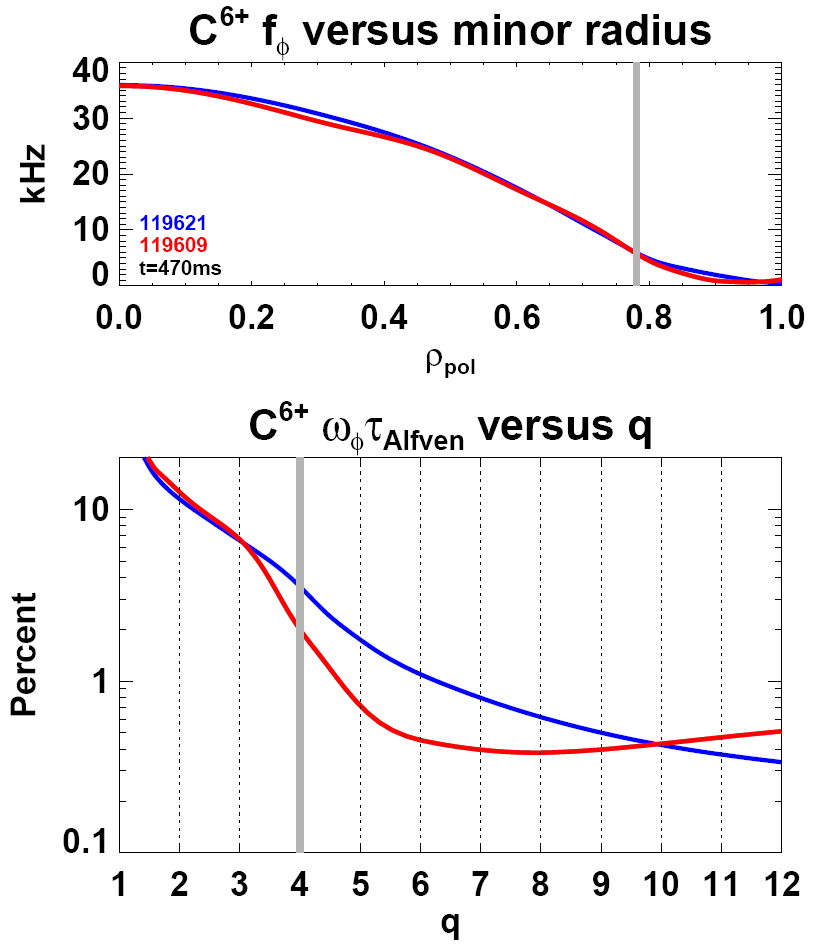 C6+ fϕ versus minor radius
40
30
20
10
0
kHz
119621
119609
t=470ms
0.0 0.2 0.4 0.6 0.8 1.0
ρpol
C6+ ωϕτAlfven versus q
10
1
0.1
Percent
1 2 3 4 5 6 7 8 9 10 11 12
q